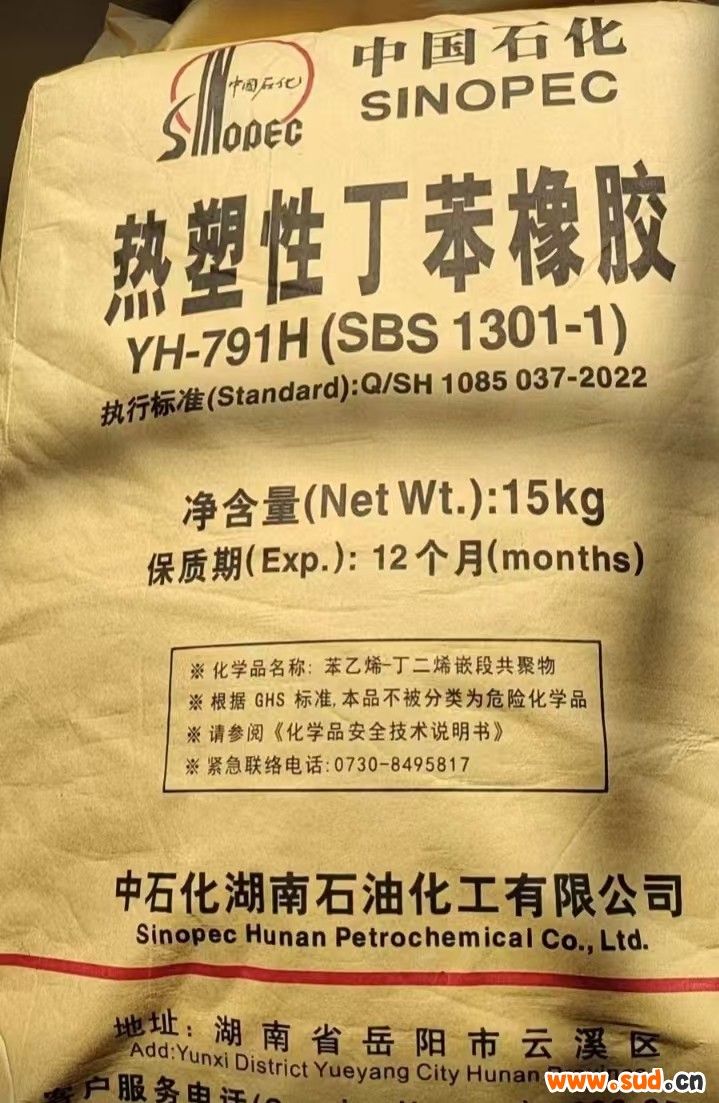 中国石化
SINOPEC
中国石化
SINOPEC
热塑性丁苯橡胶
YH-791H (SBS 1301-1)
执行标准(Standard):Q/SH 1085 037-2022
净含量(Net Wt.):15kg
保质期(Exp.): 12个月(months)
※ 化学品名称: 苯乙烯-丁二烯嵌段共聚物
※ 根据 GHS 标准,本品不被分类为危险化学品
※ 请参阅《化学品安全技术说明书》
※ 紧急联络电话:0730-8495817
中石化湖南石油化工有限公司
Sinopec Hunan Petrochemical Co., Ltd.
地址: 湖南省岳阳市云溪区
Add:Yunxi District Yueyang City Hunan
客户服务电话
www.sud.cn